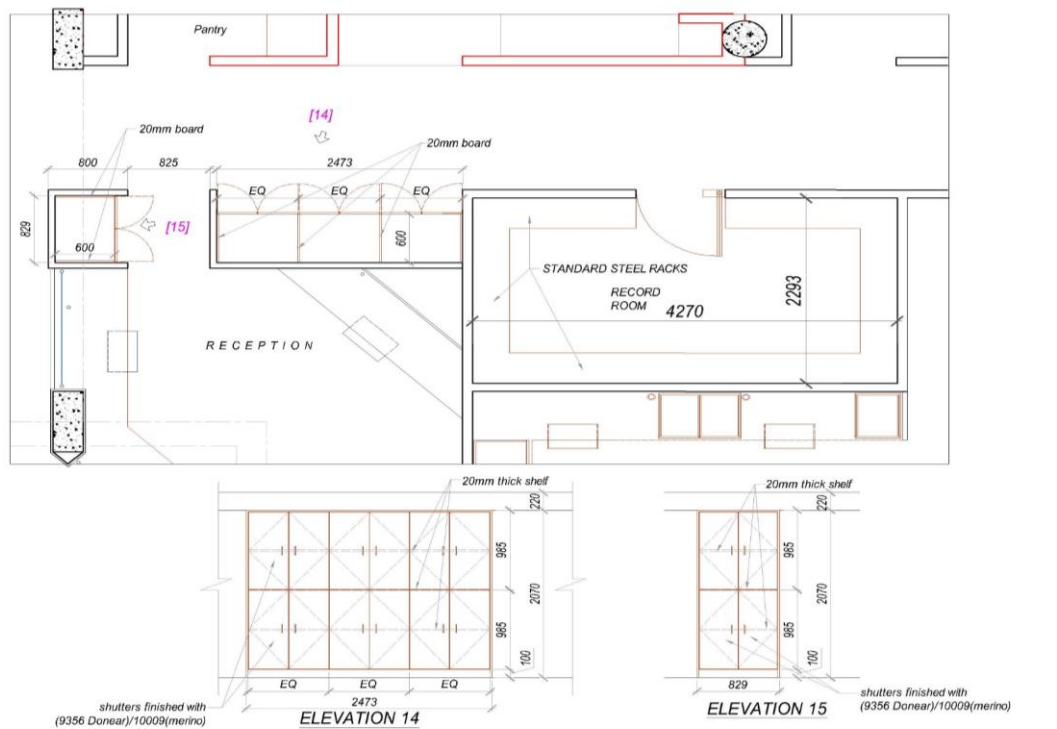 Pantry
[14]
20mm board
20mm board
800
825
2473
EQ
EQ
EQ
829
[15]
600
600
STANDARD STEEL RACKS
RECORD
ROOM
4270
2293
RECEPTION
20mm thick shelf
20mm thick shelf
220
220
985
985
2070
2070
985
985
100
100
EQ
EQ
EQ
2473
829
shutters finished with
(9356 Donear)/10009(merino)
shutters finished with
(9356 Donear)/10009(merino)
ELEVATION 14
ELEVATION 15